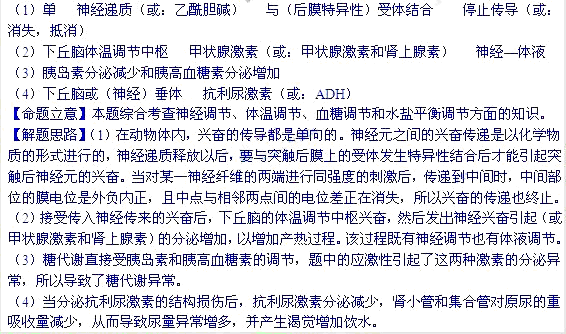 （1）单　　神经递质（或：乙酰胆碱）　　与（后膜特异性）受体结合　　停止传导（或：
消失，抵消）
（2）下丘脑体温调节中枢　　甲状腺激素（或：甲状腺激素和肾上腺素）　　神经—体液
（3）胰岛素分泌减少和胰高血糖素分泌增加
（4）下丘脑或（神经）垂体　　抗利尿激素（或：ADH）
【命题立意】本题综合考查神经调节、体温调节、血糖调节和水盐平衡调节方面的知识。
【解题思路】（1）在动物体内，兴奋的传导都是单向的。神经元之间的兴奋传递是以化学物
质的形式进行的，神经递质释放以后，要与突触后膜上的受体发生特异性结合后才能引起突
触后神经元的兴奋。当对某一神经纤维的两端进行同强度的刺激后，传递到中间时，中间部
位的膜电位是外负内正，且中点与相邻两点间的电位差正在消失，所以兴奋的传递也终止。
（2）接受传入神经传来的兴奋后，下丘脑的体温调节中枢兴奋，然后发出神经兴奋引起（或
甲状腺激素和肾上腺素）的分泌增加，以增加产热过程。该过程既有神经调节也有体液调节。
（3）糖代谢直接受胰岛素和胰高血糖素的调节，题中的应激性引起了这两种激素的分泌异
常，所以导致了糖代谢异常。
（4）当分泌抗利尿激素的结构损伤后，抗利尿激素分泌减少，肾小管和集合管对原尿的重
吸收量减少，从而导致尿量异常增多，并产生渴觉增加饮水。